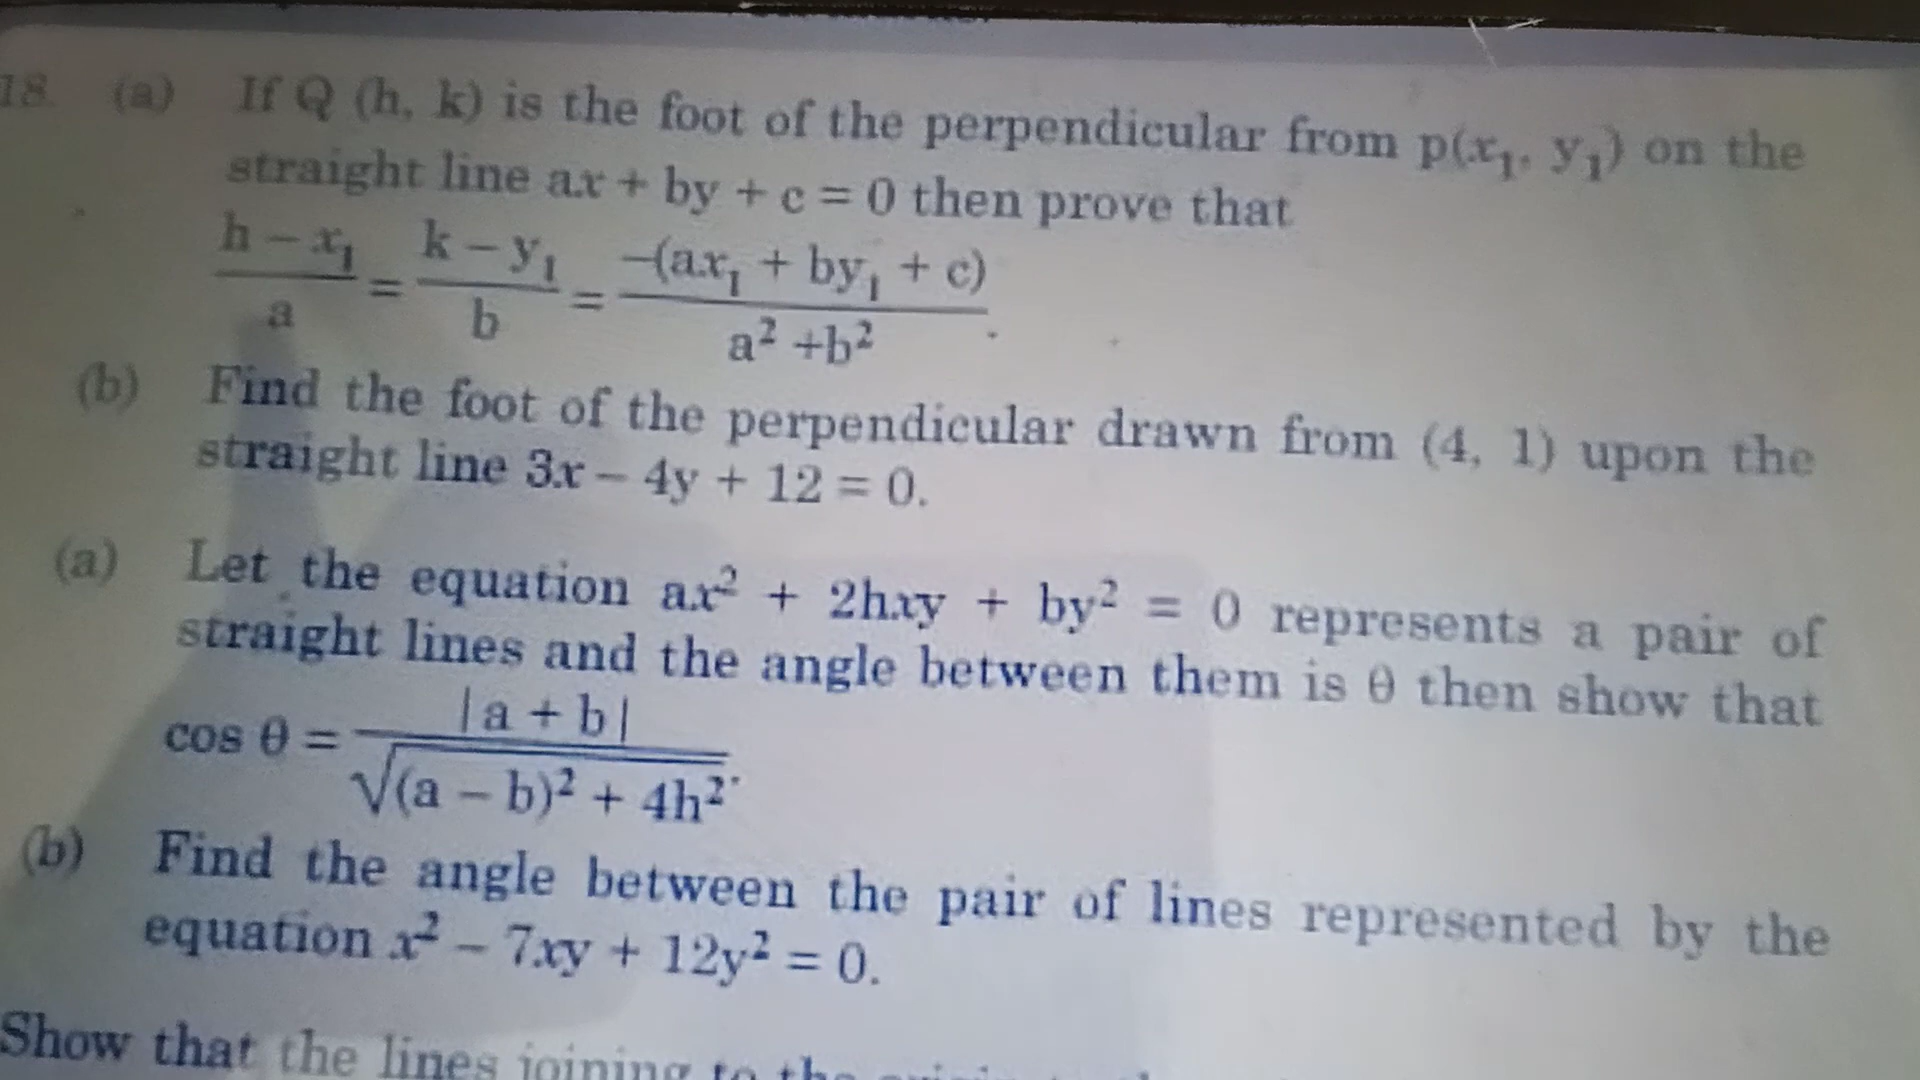 18. (a) If Q (h, k) is the foot of the perpendicular from p(x₁, y₁) on the
straight line ax + by + c = 0 then prove that
(h – x₁)/a = (k – y₁)/b = –(ax₁ + by₁ + c)/(a² +b²).
(b) Find the foot of the perpendicular drawn from (4, 1) upon the
straight line 3x – 4y + 12 = 0.
(a) Let the equation ax² + 2hxy + by² = 0 represents a pair of
straight lines and the angle between them is θ then show that
cos θ = |a + b|/√((a – b)² + 4h²).
(b) Find the angle between the pair of lines represented by the
equation x² – 7xy + 12y² = 0.
Show that the lines joining to the